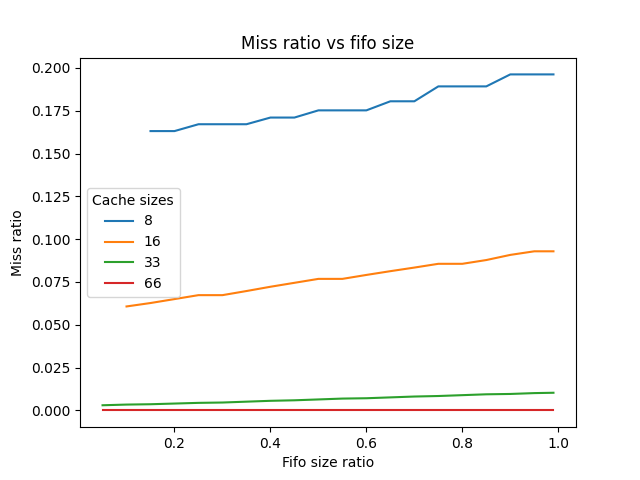 Miss ratio vs fifo size
Miss ratio
0.200
0.175
0.150
0.125
0.100
0.075
0.050
0.025
0.000
Cache sizes
8
16
33
66
0.2 0.4 0.6 0.8 1.0
Fifo size ratio